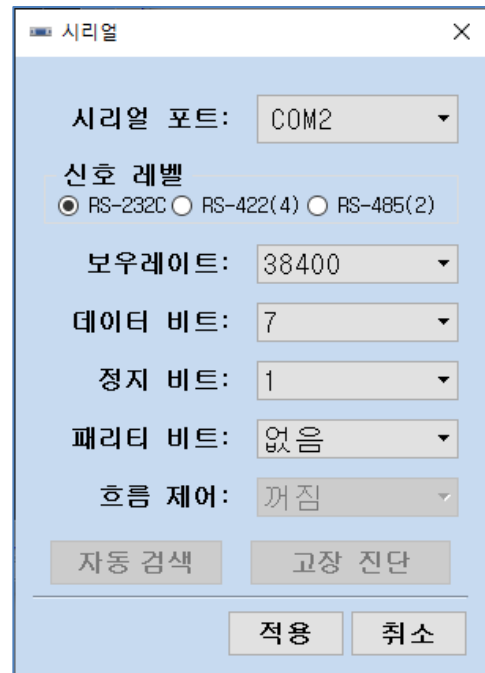 시리얼
시리얼 포트: COM2
신호 레벨
RS-232C RS-422(4) RS-485(2)
보우레이트: 38400
데이터 비트: 7
정지 비트: 1
패리티 비트: 없음
흐름 제어: 꺼짐
자동 검색 고장 진단
적용 취소